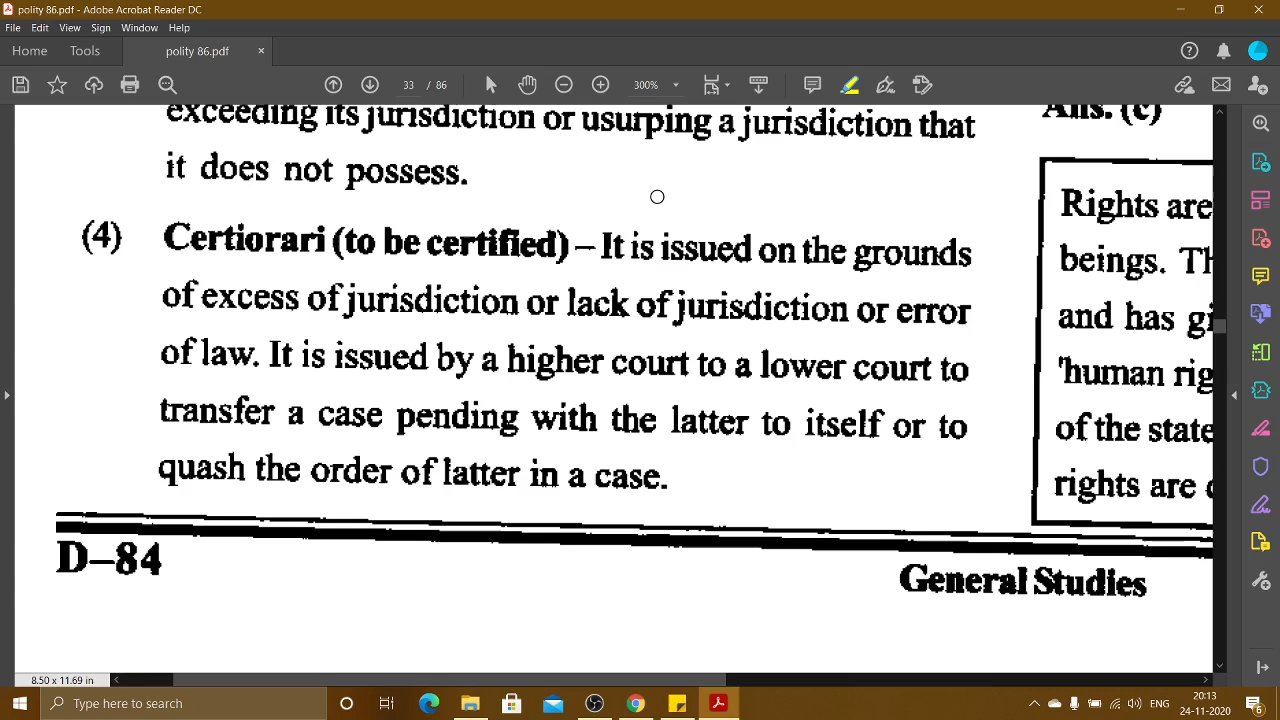 polity 86.pdf - Adobe Acrobat Reader DC
File Edit View Sign Window Help
Home Tools polity 86.pdf ×
33 / 86 300%
exceeding its jurisdiction or usurping a jurisdiction that
it does not possess.
(4) Certiorari (to be certified) – It is issued on the grounds
of excess of jurisdiction or lack of jurisdiction or error
of law. It is issued by a higher court to a lower court to
transfer a case pending with the latter to itself or to
quash the order of latter in a case.
Ans. (c)
Rights are
beings. Th
and has gi
'human rig
of the state
rights are
D–84
General Studies
8.50 x 11.69 in
Type here to search
ENG
20:13
24-11-2020
6